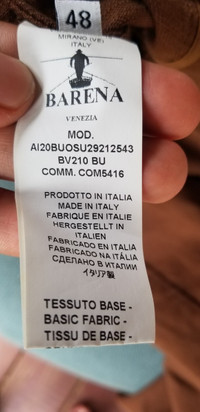 48
MIRANO (VE)
ITALY
BARENA
VENEZIA
MOD.
AI20BUOSU29212543
BV210 BU
COMM. COM5416
PRODOTTO IN ITALIA
MADE IN ITALY
FABRIQUE EN ITALIE
HERGESTELLT IN
ITALIEN
FABRICADO EN ITALIA
FABRICADO NA ITÁLIA
СДЕЛАНО В ИТАЛИИ
イタリア製
TESSUTO BASE -
BASIC FABRIC -
TISSU DE BASE -